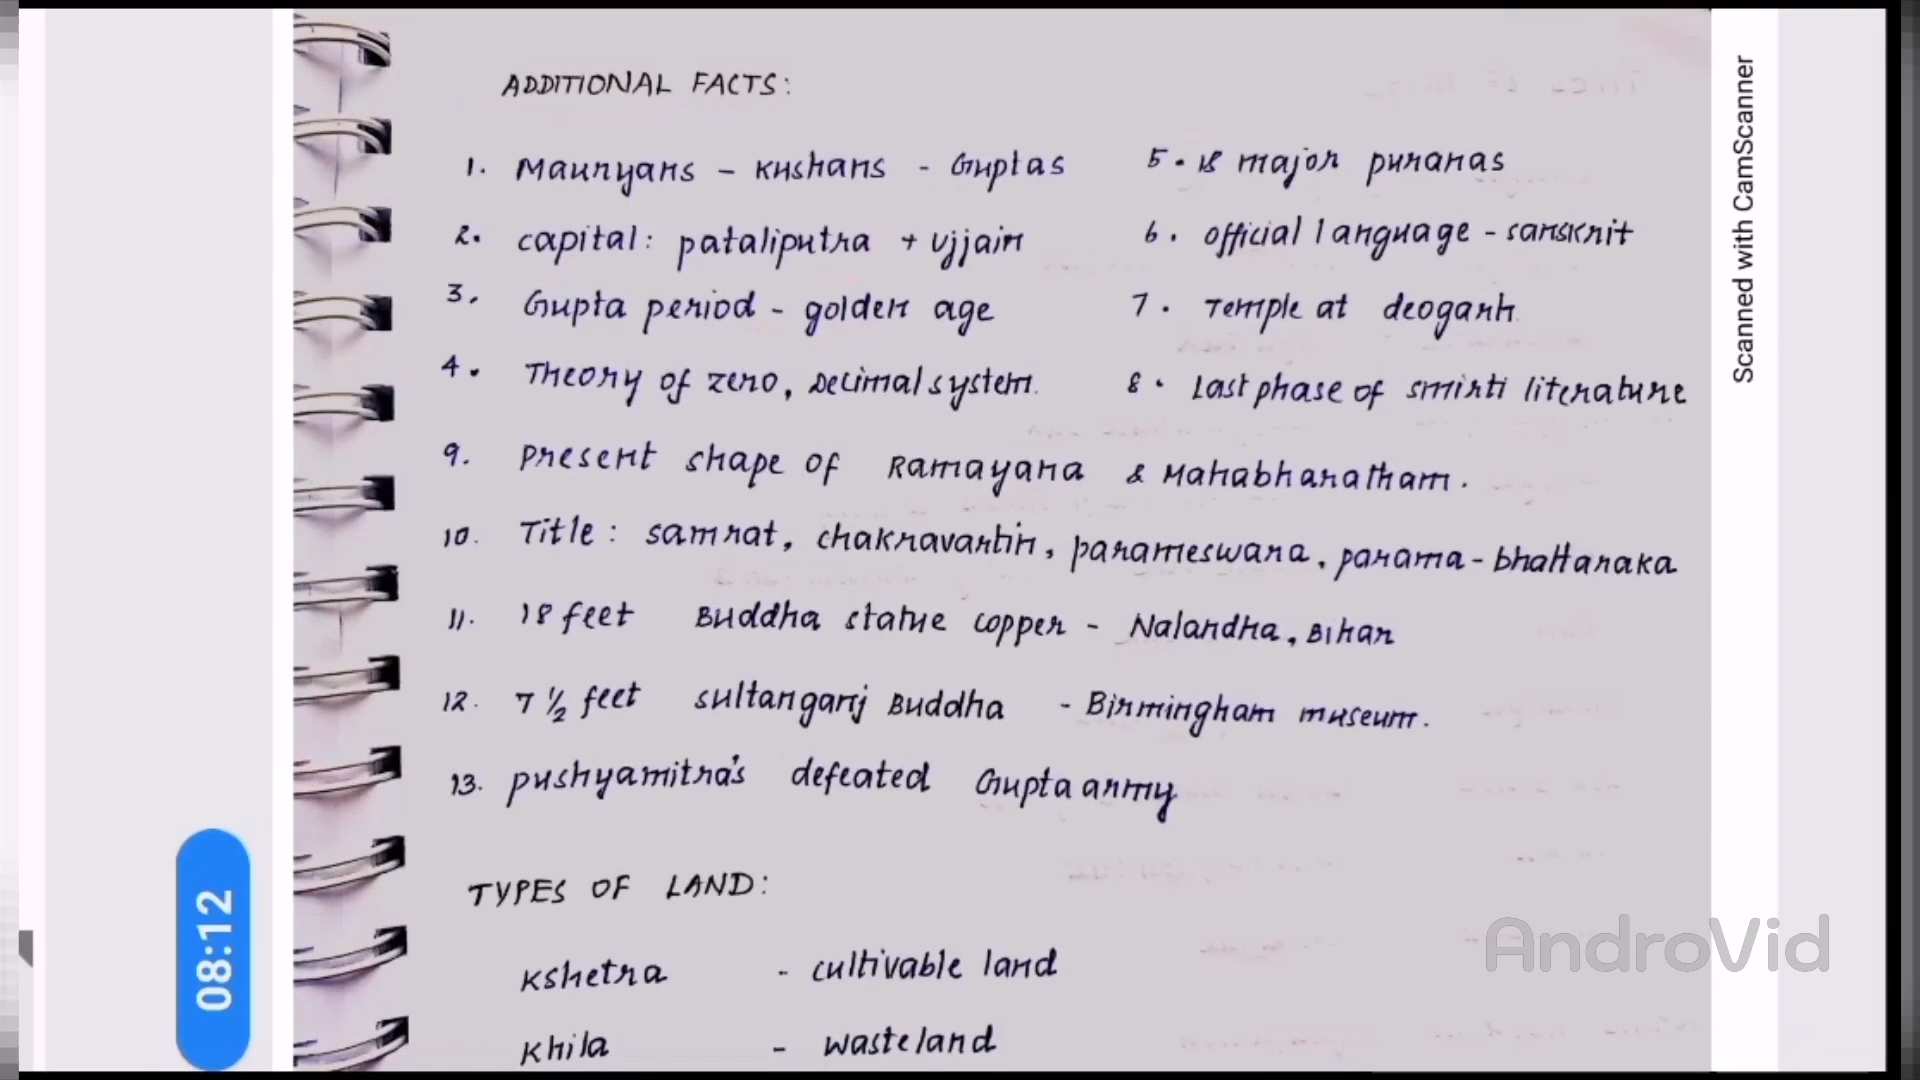 ADDITIONAL FACTS:
1. Mauryans - Kushans - Guptas
2. capital: pataliputra + Ujjain
3. Gupta period - golden age
4. Theory of zero, Decimal system.
5. 18 major puranas
6. official language - sanskrit
7. Temple at deogarh
8. Last phase of smirti literature
9. Present shape of Ramayana & Mahabharatham.
10. Title: samrat, chakravartin, parameswara, parama-bhattaraka
11. 18 feet Buddha statue copper - Nalandha, Bihar
12. 7 ½ feet sultanganj Buddha - Birmingham museum.
13. pushyamitra's defeated Gupta army
TYPES OF LAND:
Kshetra - cultivable land
Khila - wasteland
Scanned with CamScanner
08:12
AndroVid